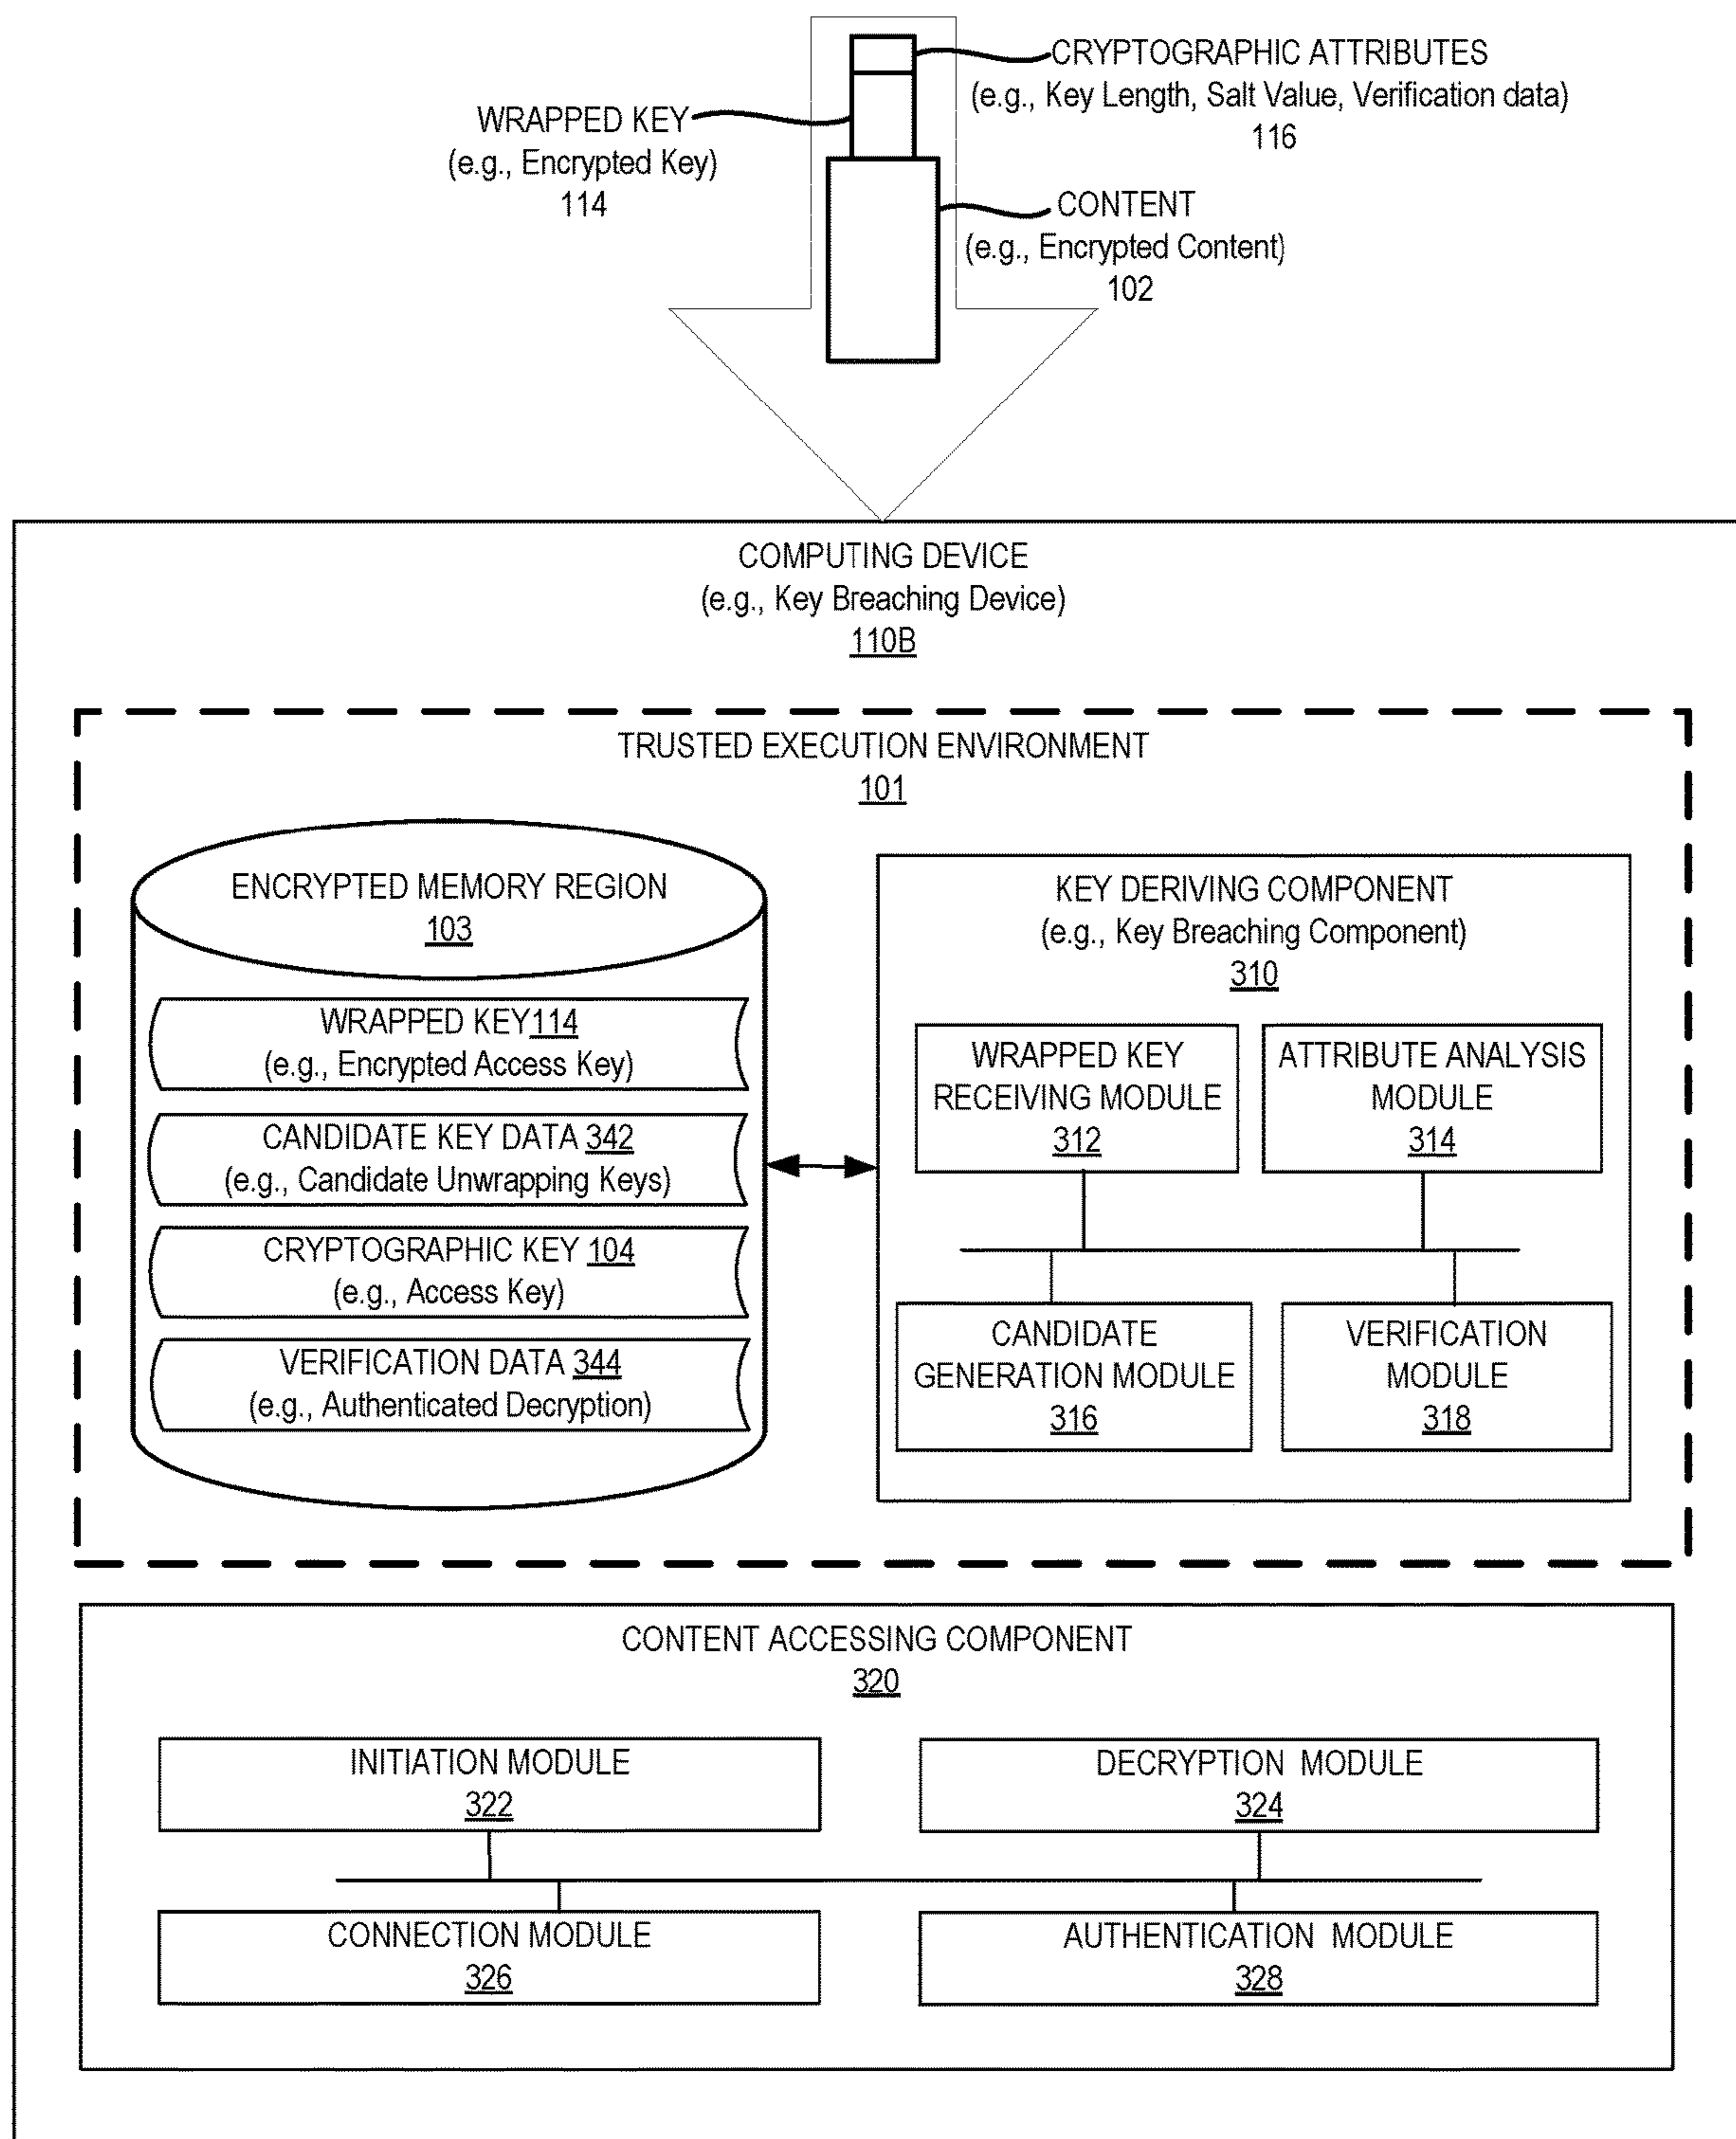 CRYPTOGRAPHIC ATTRIBUTES
(e.g., Key Length, Salt Value, Verification data)
116
WRAPPED KEY
(e.g., Encrypted Key)
114
CONTENT
(e.g., Encrypted Content)
102
COMPUTING DEVICE
(e.g., Key Breaching Device)
110B
TRUSTED EXECUTION ENVIRONMENT
101
ENCRYPTED MEMORY REGION
103
WRAPPED KEY114
(e.g., Encrypted Access Key)
CANDIDATE KEY DATA 342
(e.g., Candidate Unwrapping Keys)
CRYPTOGRAPHIC KEY 104
(e.g., Access Key)
VERIFICATION DATA 344
(e.g., Authenticated Decryption)
KEY DERIVING COMPONENT
(e.g., Key Breaching Component)
310
WRAPPED KEY
RECEIVING MODULE
312
ATTRIBUTE ANALYSIS
MODULE
314
CANDIDATE
GENERATION MODULE
316
VERIFICATION
MODULE
318
CONTENT ACCESSING COMPONENT
320
INITIATION MODULE
322
DECRYPTION MODULE
324
CONNECTION MODULE
326
AUTHENTICATION MODULE
328